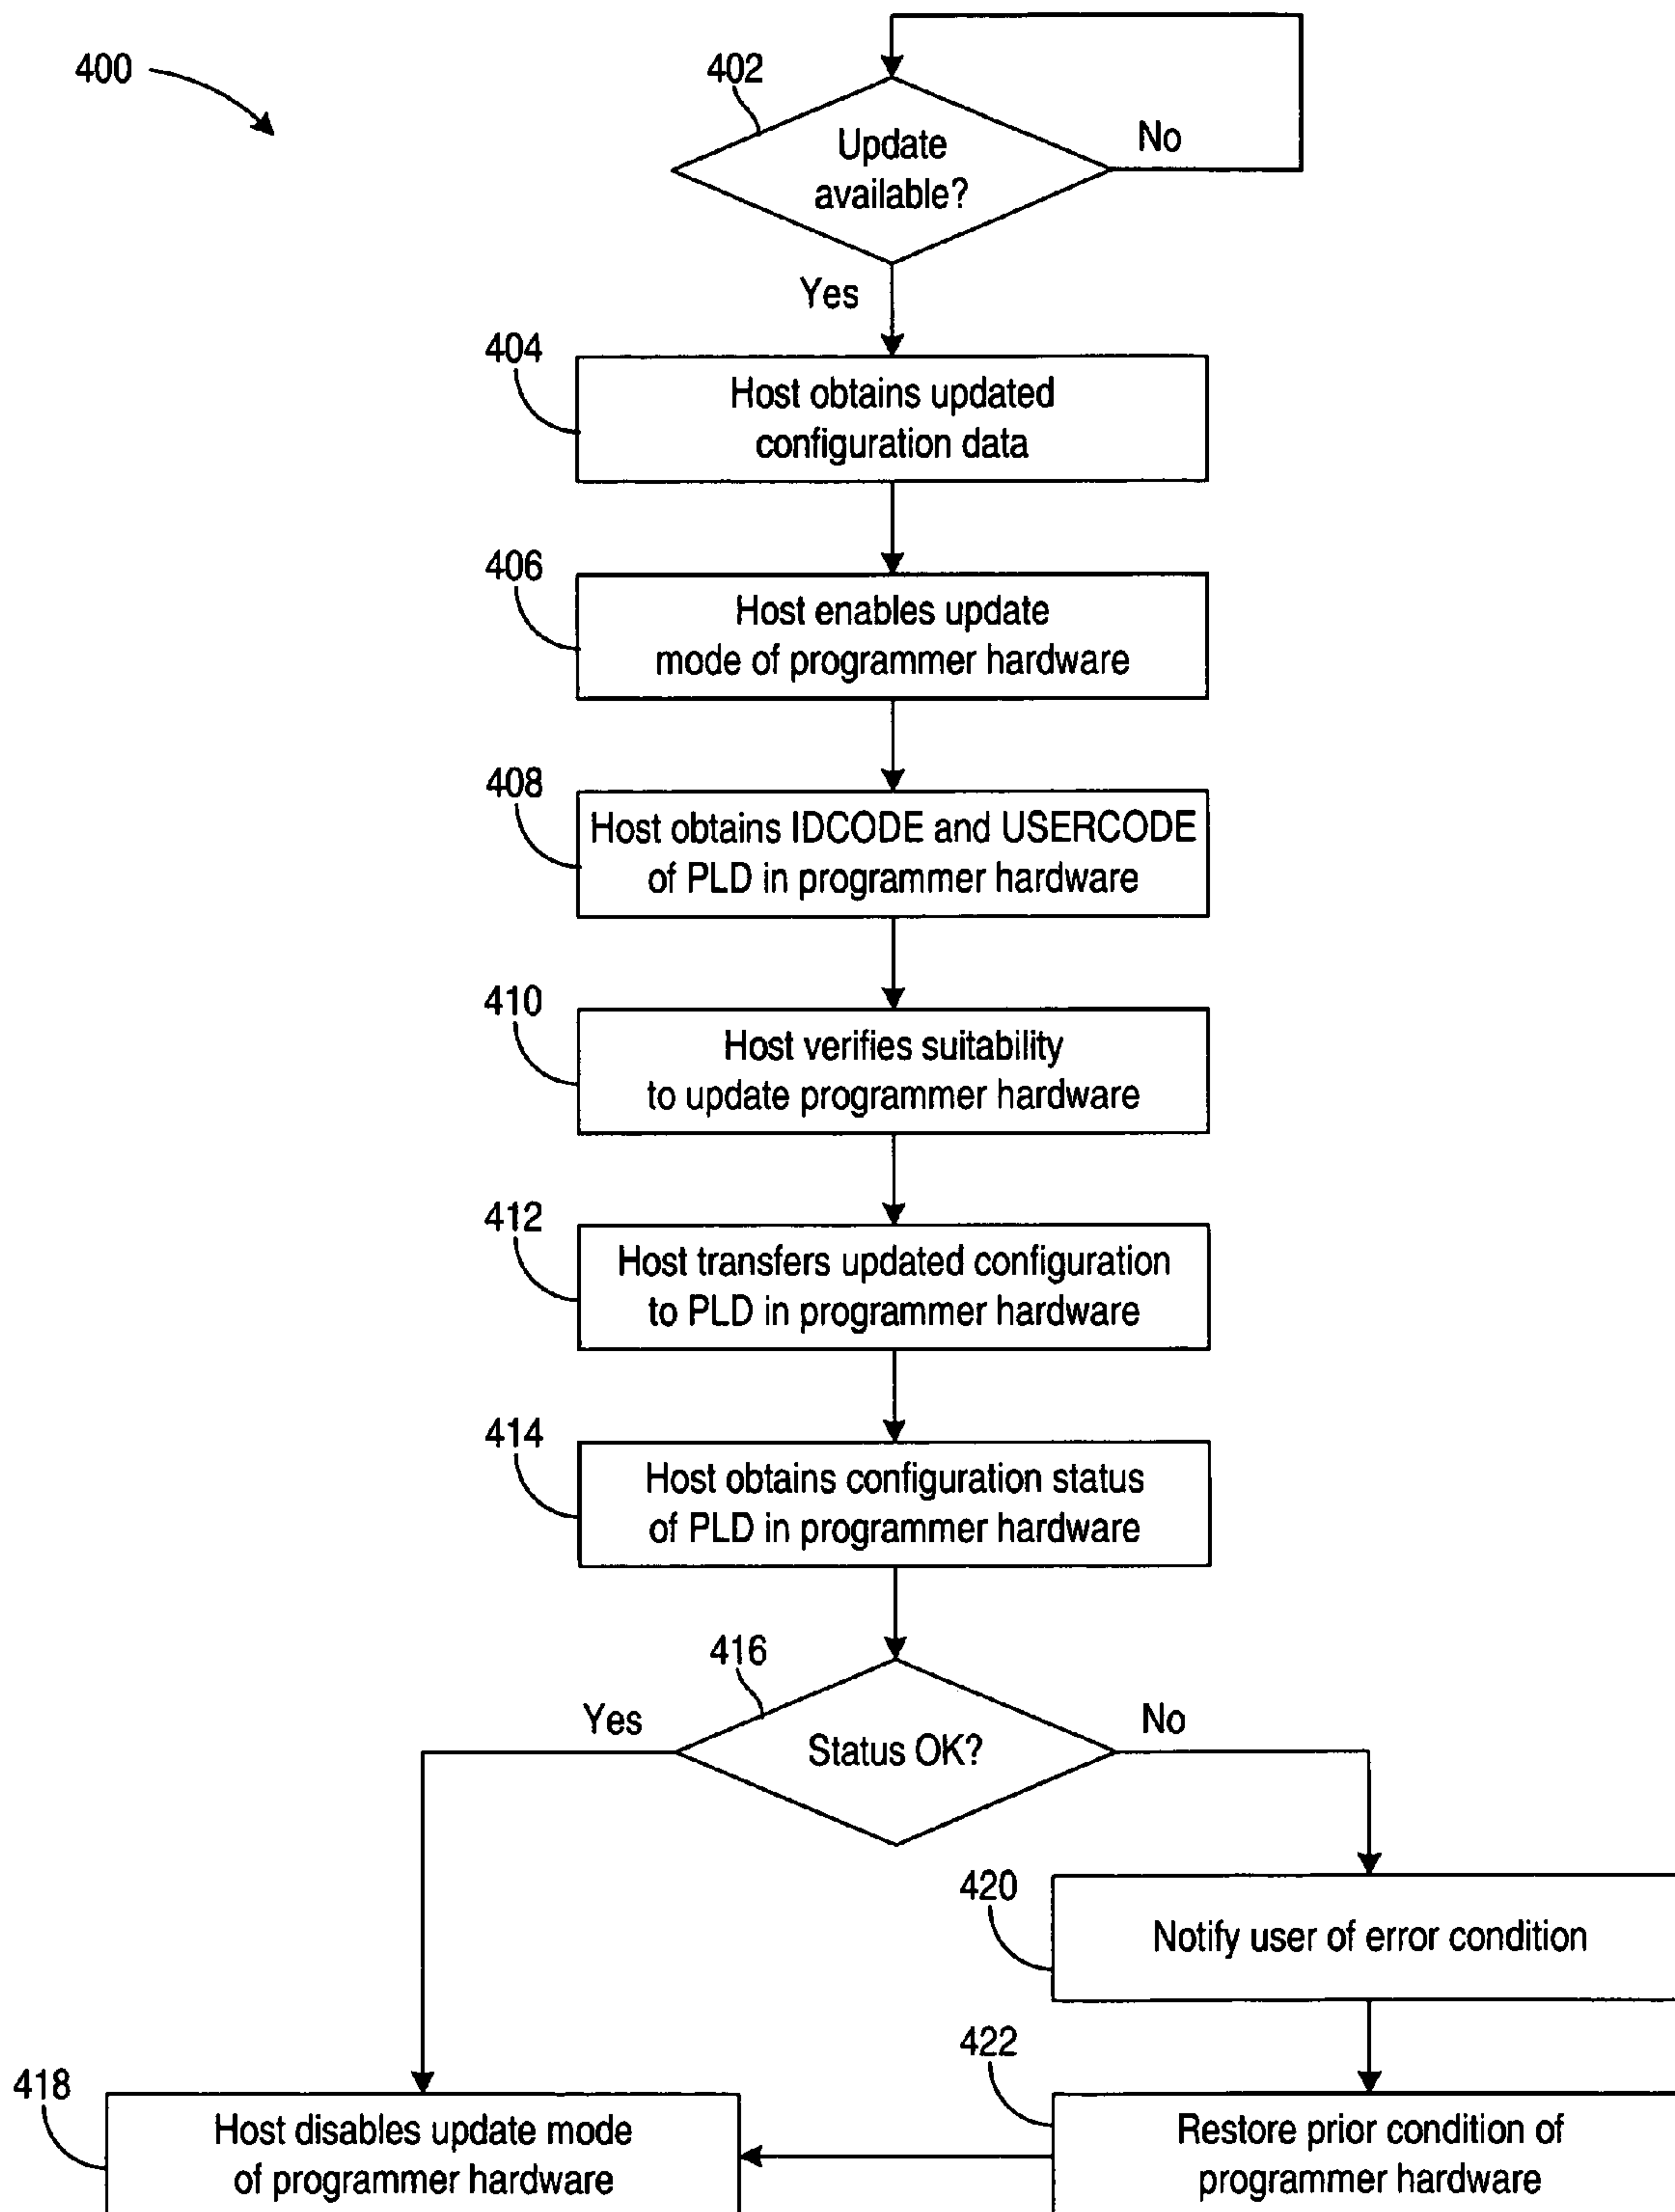 400
402
Update
available?
No
Yes
404
Host obtains updated
configuration data
406
Host enables update
mode of programmer hardware
408
Host obtains IDCODE and USERCODE
of PLD in programmer hardware
410
Host verifies suitability
to update programmer hardware
412
Host transfers updated configuration
to PLD in programmer hardware
414
Host obtains configuration status
of PLD in programmer hardware
416
Yes
Status OK?
No
420
Notify user of error condition
418
Host disables update mode
of programmer hardware
422
Restore prior condition of
programmer hardware